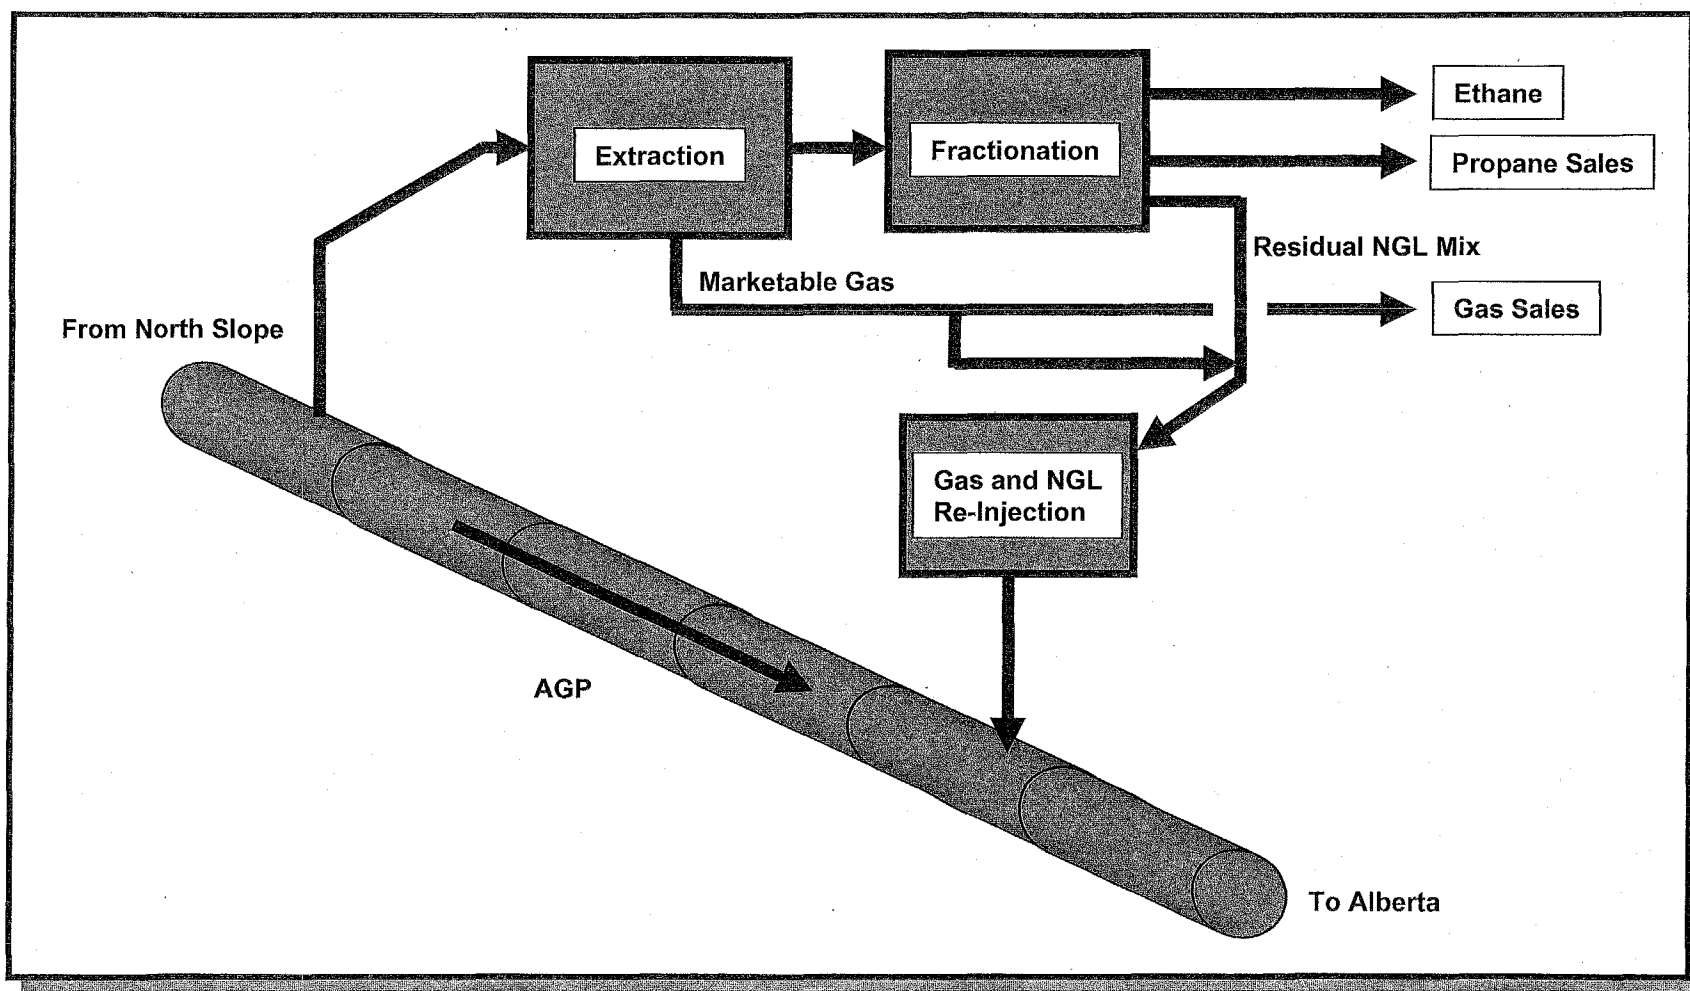 Ethane
Extraction
Fractionation
Propane Sales
Residual NGL Mix
Marketable Gas
Gas Sales
From North Slope
Gas and NGL
Re-Injection
AGP
To Alberta